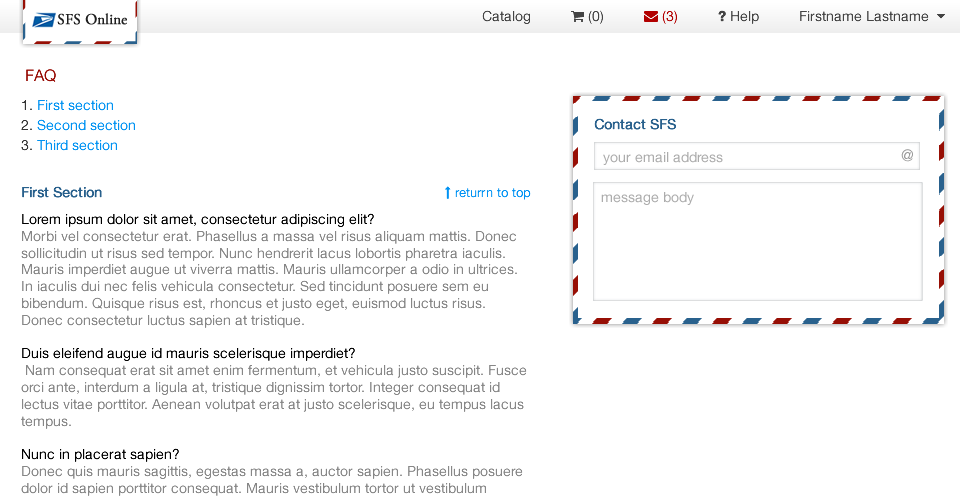 SFS Online
Catalog (0) (3) ? Help Firstname Lastname
FAQ
1. First section
2. Second section
3. Third section
Contact SFS
your email address @
message body
First Section returrn to top
Lorem ipsum dolor sit amet, consectetur adipiscing elit?
Morbi vel consectetur erat. Phasellus a massa vel risus aliquam mattis. Donec
sollicitudin ut risus sed tempor. Nunc hendrerit lacus lobortis pharetra iaculis.
Mauris imperdiet augue ut viverra mattis. Mauris ullamcorper a odio in ultrices.
In iaculis dui nec felis vehicula consectetur. Sed tincidunt posuere sem eu
bibendum. Quisque risus est, rhoncus et justo eget, euismod luctus risus.
Donec consectetur luctus sapien at tristique.
Duis eleifend augue id mauris scelerisque imperdiet?
Nam consequat erat sit amet enim fermentum, et vehicula justo suscipit. Fusce
orci ante, interdum a ligula at, tristique dignissim tortor. Integer consequat id
lectus vitae porttitor. Aenean volutpat erat at justo scelerisque, eu tempus lacus
tempus.
Nunc in placerat sapien?
Donec quis mauris sagittis, egestas massa a, auctor sapien. Phasellus posuere
dolor id sapien porttitor consequat. Mauris vestibulum tortor ut vestibulum